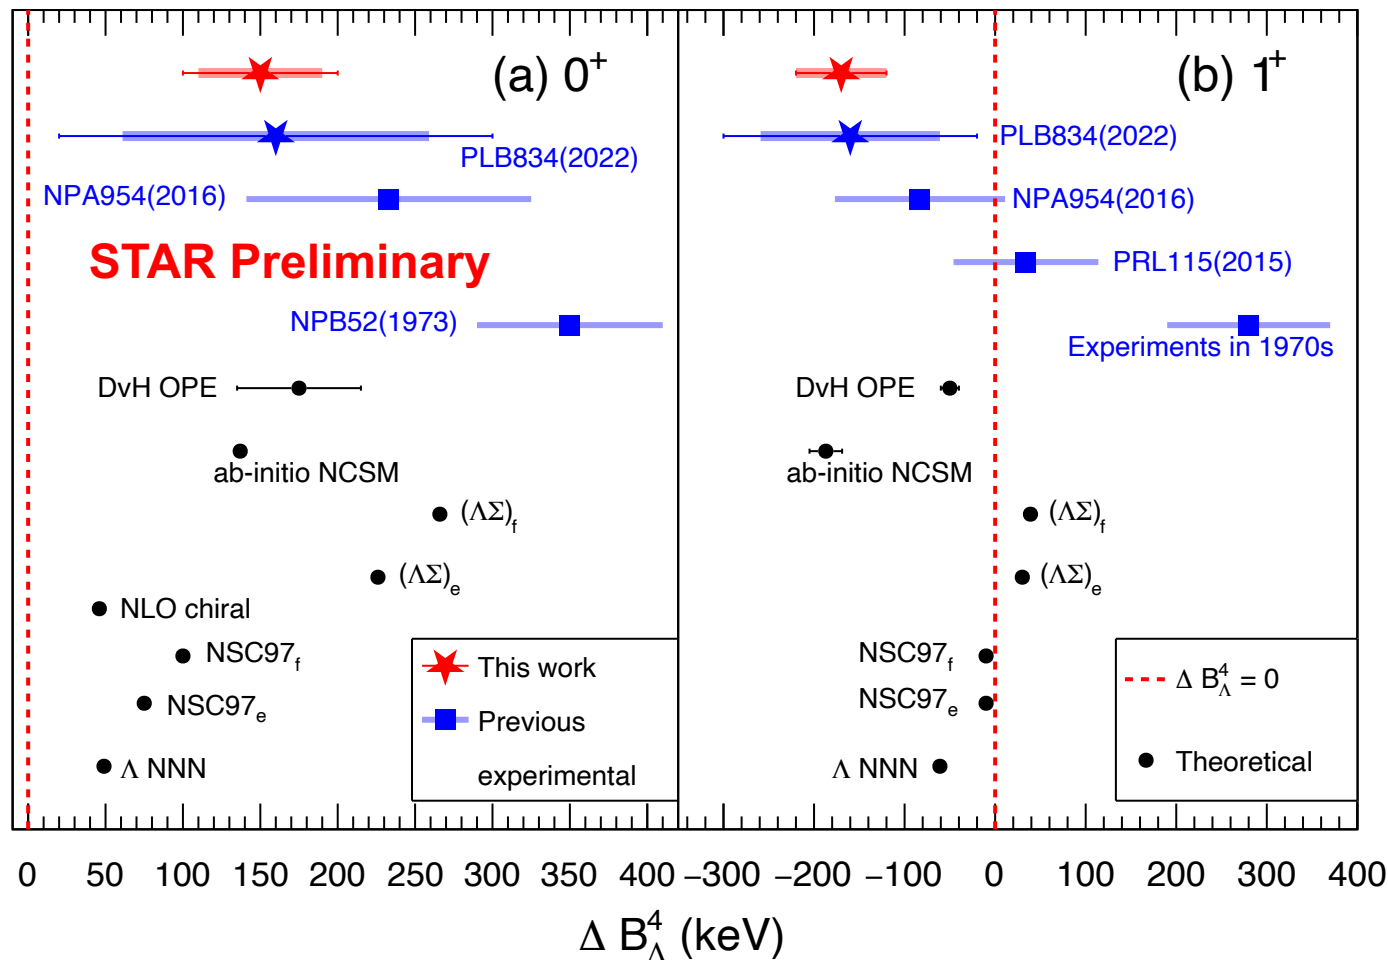 (a) 0⁺
PLB834(2022)
NPA954(2016)
STAR Preliminary
NPB52(1973)
DvH OPE
ab-initio NCSM
(ΛΣ)f
(ΛΣ)e
NLO chiral
NSC97f
NSC97e
Λ NNN
This work
Previous
experimental
(b) 1⁺
PLB834(2022)
NPA954(2016)
PRL115(2015)
Experiments in 1970s
DvH OPE
ab-initio NCSM
(ΛΣ)f
(ΛΣ)e
NSC97f
NSC97e
Λ NNN
Δ B⁴Λ = 0
Theoretical
0 50 100 150 200 250 300 350 400 −300 −200 −100 0 100 200 300 400
Δ B⁴Λ (keV)